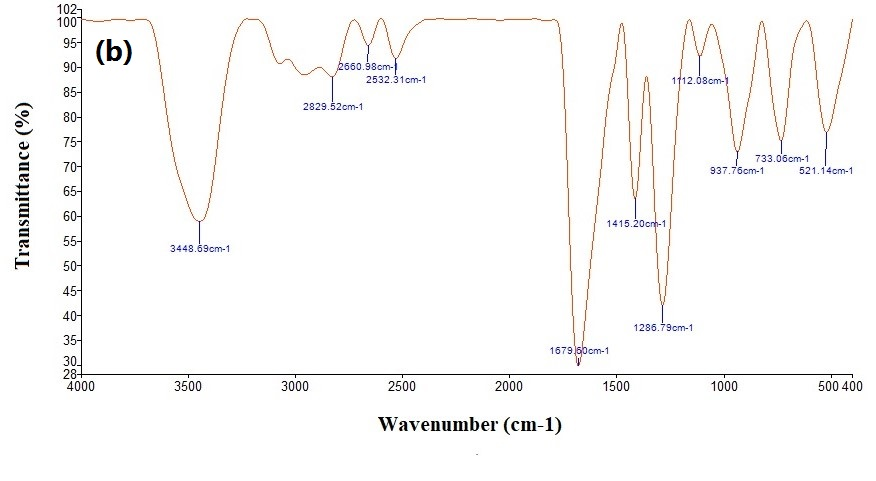 (b)
Transmittance (%)
102
100
95
90
85
80
75
70
65
60
55
50
45
40
35
30
28
3448.69cm-1
2829.52cm-1
2660.98cm-1
2532.31cm-1
1679.60cm-1
1415.20cm-1
1286.79cm-1
1112.08cm-1
937.76cm-1
733.06cm-1
521.14cm-1
4000 3500 3000 2500 2000 1500 1000 500 400
Wavenumber (cm-1)